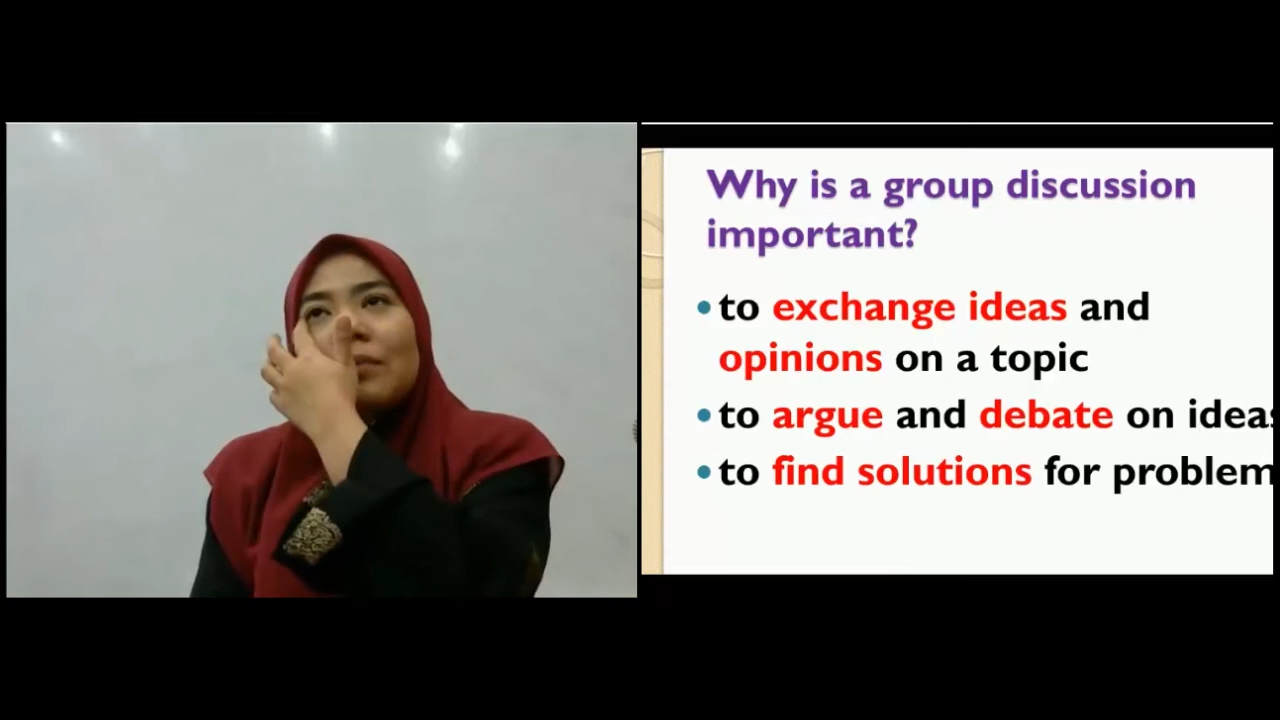 Why is a group discussion
important?
• to exchange ideas and
opinions on a topic
• to argue and debate on ideas
• to find solutions for problem